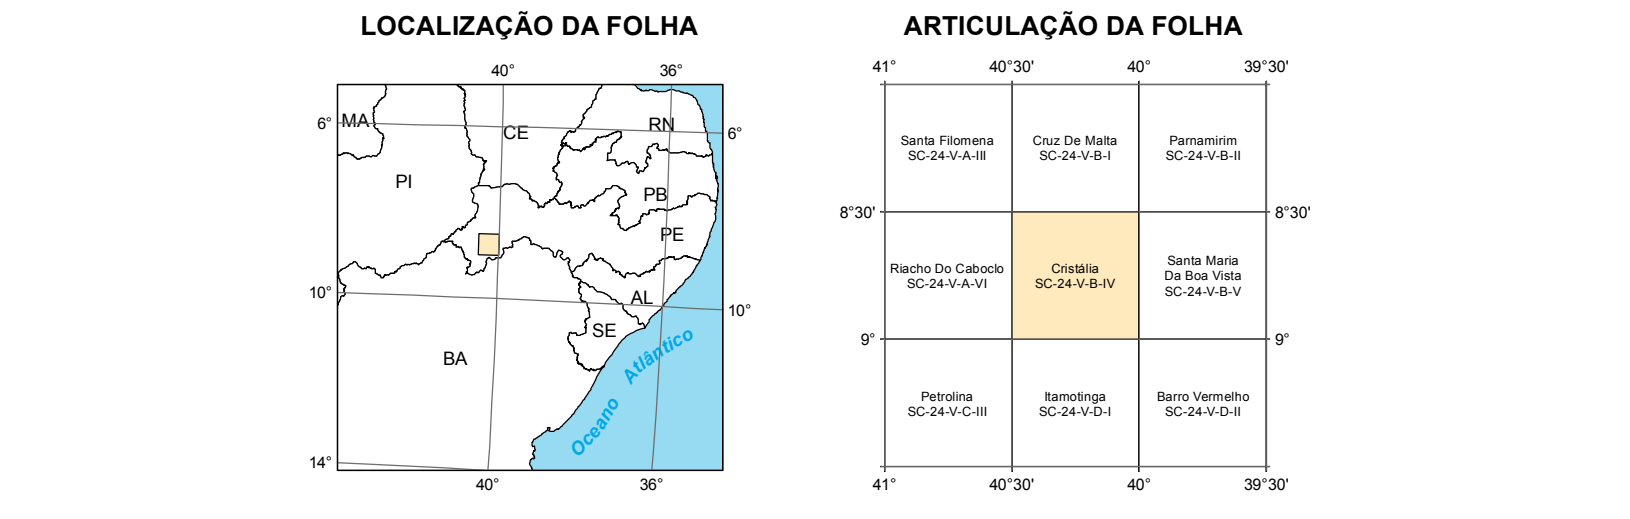 LOCALIZAÇÃO DA FOLHA
40°
36°
6°
MA
CE
RN
6°
PI
PB
PE
10°
AL
10°
SE
BA
Oceano Atlântico
14°
40°
36°
ARTICULAÇÃO DA FOLHA
41°
40°30'
40°
39°30'
Santa Filomena
SC-24-V-A-III
Cruz De Malta
SC-24-V-B-I
Parnamirim
SC-24-V-B-II
8°30'
8°30'
Riacho Do Caboclo
SC-24-V-A-VI
Cristália
SC-24-V-B-IV
Santa Maria
Da Boa Vista
SC-24-V-B-V
9°
9°
Petrolina
SC-24-V-C-III
Itamotinga
SC-24-V-D-I
Barro Vermelho
SC-24-V-D-II
41°
40°30'
40°
39°30'